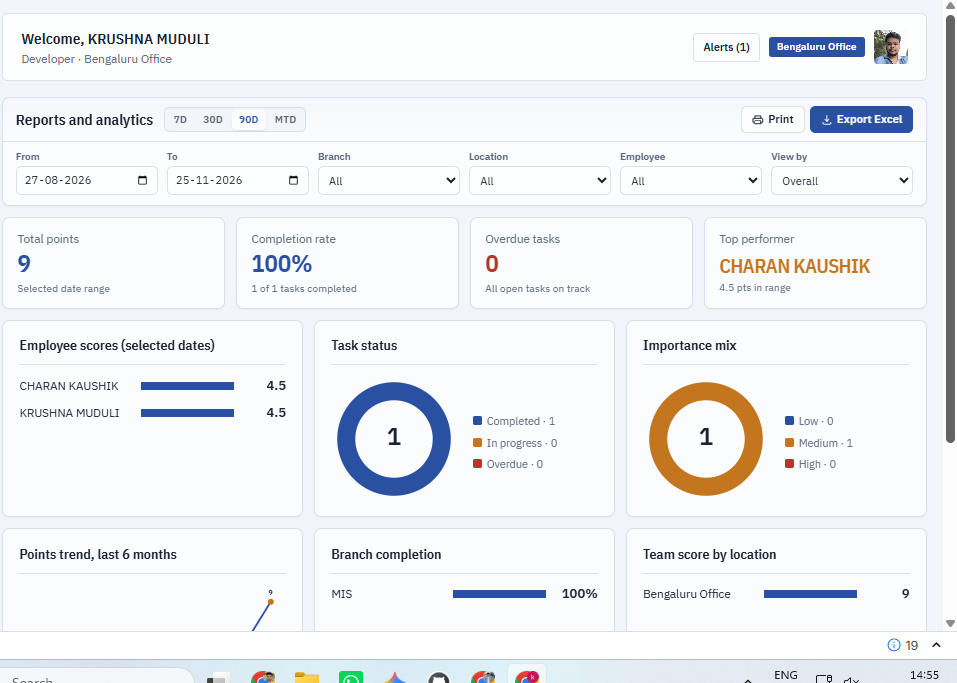 Welcome, KRUSHNA MUDULI
Developer · Bengaluru Office
Alerts (1)
Bengaluru Office
Reports and analytics
7D 30D 90D MTD
Print
Export Excel
From To Branch Location Employee View by
27-08-2026 25-11-2026 All All All Overall
Total points
9
Selected date range
Completion rate
100%
1 of 1 tasks completed
Overdue tasks
0
All open tasks on track
Top performer
CHARAN KAUSHIK
4.5 pts in range
Employee scores (selected dates)
CHARAN KAUSHIK 4.5
KRUSHNA MUDULI 4.5
Task status
1
Completed · 1
In progress · 0
Overdue · 0
Importance mix
1
Low · 0
Medium · 1
High · 0
Points trend, last 6 months
9
Branch completion
MIS 100%
Team score by location
Bengaluru Office 9
19
Search
ENG
14:55